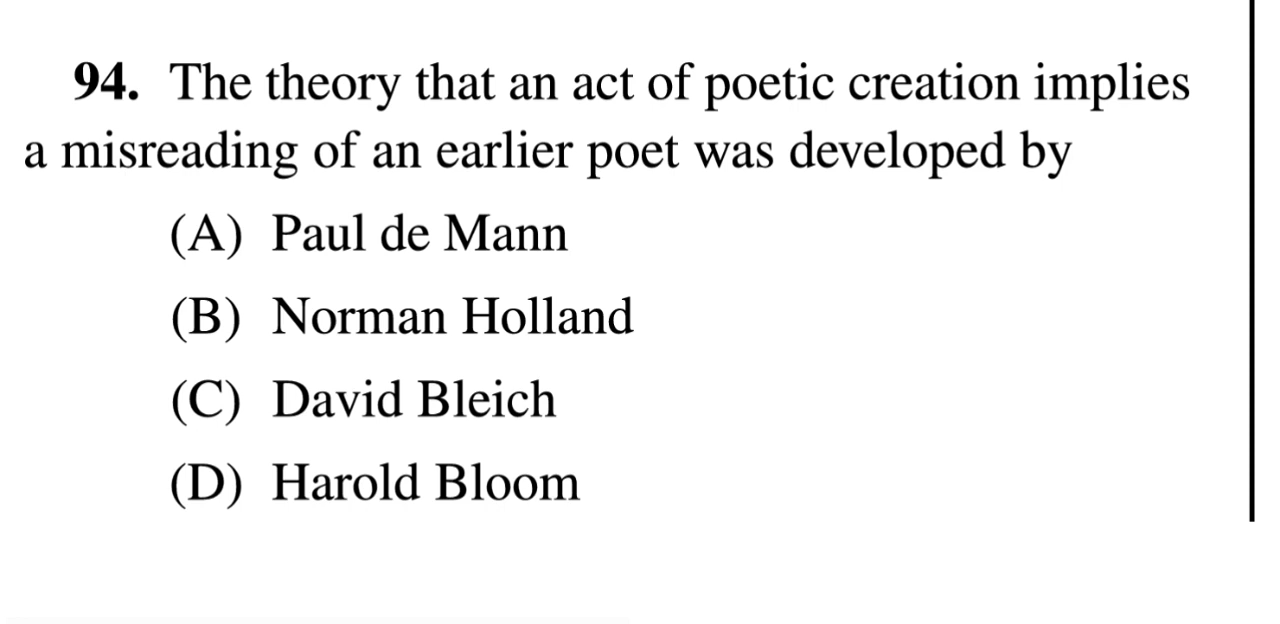 94. The theory that an act of poetic creation implies
a misreading of an earlier poet was developed by
(A) Paul de Mann
(B) Norman Holland
(C) David Bleich
(D) Harold Bloom